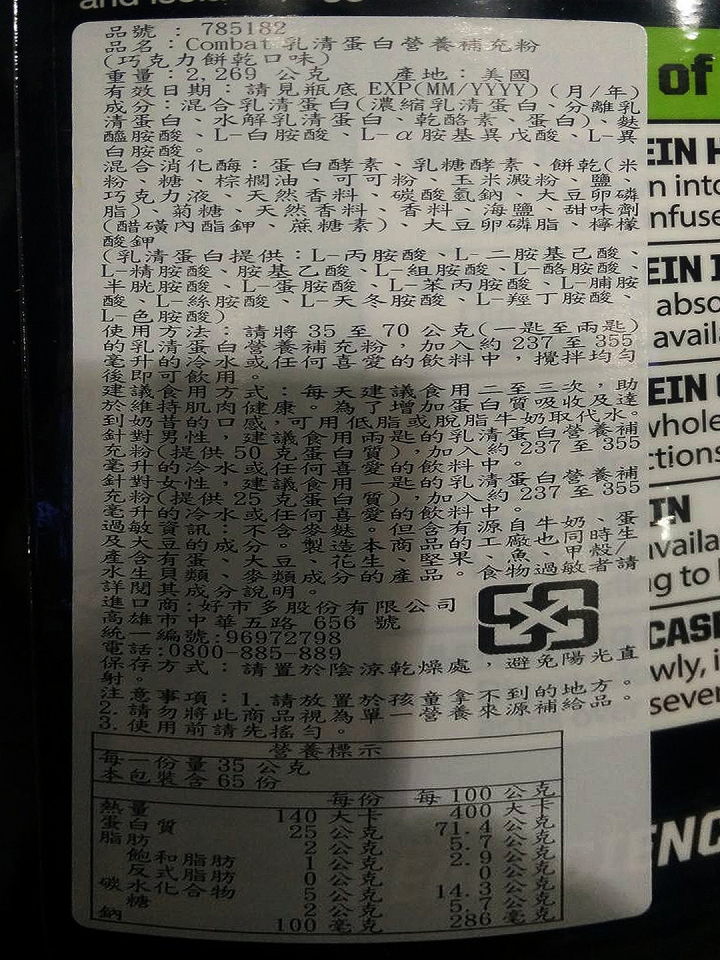 品號 : 785182
品名：Combat 乳清蛋白營養補充粉
(巧克力餅乾口味)
重量：2,269 公克 產地：美國
有效日期：請見瓶底 EXP(MM/YYYY) (月/年)
成分：混合乳清蛋白(濃縮乳清蛋白、分離乳
清蛋白、水解乳清蛋白、乾酪素、蛋白)、麩
醯胺酸、L-白胺酸、L-α胺基異戊酸、L-異
白胺酸。
混合消化酶：蛋白酵素、乳糖酵素、餅乾(米
粉、糖、棕櫚油、可可粉、玉米澱粉、鹽、
巧克力液、天然香料、碳酸氫鈉、大豆卵磷
脂)、菊糖、天然香料、香料、海鹽、甜味劑
(醋磺內酯鉀、蔗糖素)、大豆卵磷脂、檸檬
酸鉀
(乳清蛋白提供：L-丙胺酸、L-二胺基己酸、
L-精胺酸、胺基乙酸、L-組胺酸、L-酪胺酸、
半胱胺酸、L-蛋胺酸、L-苯丙胺酸、L-脯胺
酸、L-絲胺酸、L-天冬胺酸、L-羥丁胺酸、
L-色胺酸)
使用方法：請將 35 至 70 公克(一匙至兩匙)
的乳清蛋白營養補充粉，加入約 237 至 355
毫升的冷水或任何喜愛的飲料中，攪拌均勻
後即可飲用。
建議食用方式：每天建議食用二至三次，助
於維持肌肉健康。為了增加蛋白質吸收及達
到奶昔的口感,可用低脂或脫脂牛奶取代水。
針對男性，建議食用兩匙的乳清蛋白營養補
充粉(提供 50 克蛋白質),加入約 237 至 355
毫升的冷水或任何喜愛的飲料中。
針對女性，建議食用一匙的乳清蛋白營養補
充粉(提供 25 克蛋白質),加入約 237 至 355
毫升的冷水或任何喜愛的飲料中。
過敏資訊：不含麥麩。但含有源自牛奶、蛋
及大豆的成分。製造本商品的工廠也同時生
產含有蛋、大豆、花生、堅果、魚、甲殼/
水生貝類、麥類成分的產品。食物過敏者請
詳閱其成分說明。
進口商:好市多股份有限公司
高雄市中華五路 656 號
統一編號:96972798
電話:0800-885-889
保存方式：請置於陰涼乾燥處，避免陽光直
射。
注意事項：1.請放置於孩童拿不到的地方。
2.請勿將此商品視為單一營養來源補給品。
3.使用前請先搖勻。
營養標示
每一份量 35 公克
本包裝含 65 份
每份 每 100 公克
熱量 140 大卡 400 大卡
蛋白質 25 公克 71.4 公克
脂肪 2 公克 5.7 公克
飽和脂肪 1 公克 2.9 公克
反式脂肪 0 公克 0 公克
碳水化合物 5 公克 14.3 公克
糖 2 公克 5.7 公克
鈉 100 毫克 286 毫克
of
EIN
n into
nfuse
EIN
abso
availa
EIN
whole
ctions
IN
availa
ng to
CAS
wly, i
seve
ENC